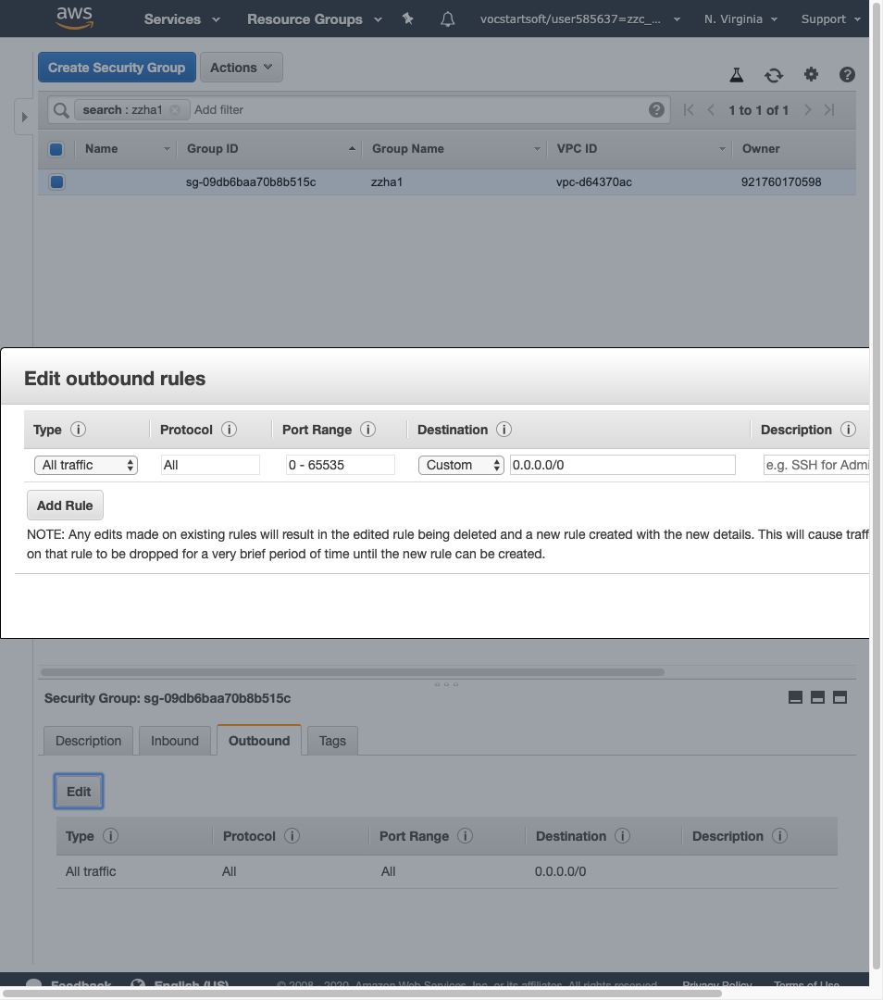 aws Services Resource Groups vocstartsoft/user585637=zzc_... N. Virginia Support
Create Security Group Actions
search : zzha1 Add filter 1 to 1 of 1
Name Group ID Group Name VPC ID Owner
sg-09db6baa70b8b515c zzha1 vpc-d64370ac 921760170598
Edit outbound rules
Type Protocol Port Range Destination Description
All traffic All 0 - 65535 Custom 0.0.0.0/0 e.g. SSH for Admi
Add Rule
NOTE: Any edits made on existing rules will result in the edited rule being deleted and a new rule created with the new details. This will cause traff
on that rule to be dropped for a very brief period of time until the new rule can be created.
Security Group: sg-09db6baa70b8b515c
Description Inbound Outbound Tags
Edit
Type Protocol Port Range Destination Description
All traffic All All 0.0.0.0/0
Feedback English (US) © 2008 - 2020, Amazon Web Services, Inc. or its affiliates. All rights reserved. Privacy Policy Terms of Use